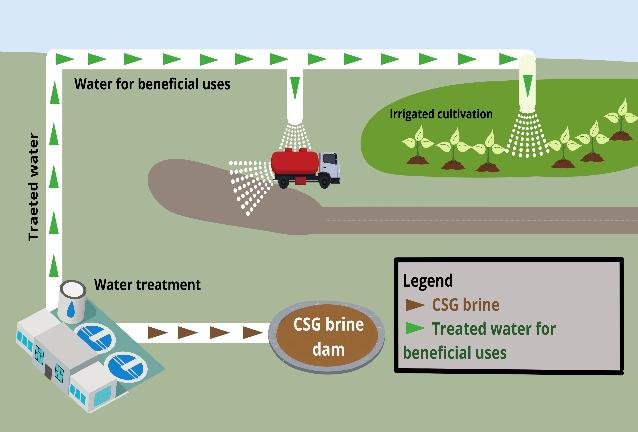 Water for beneficial uses
Irrigated cultivation
Traeted water
Water treatment
CSG brine
dam
Legend
CSG brine
Treated water for
beneficial uses